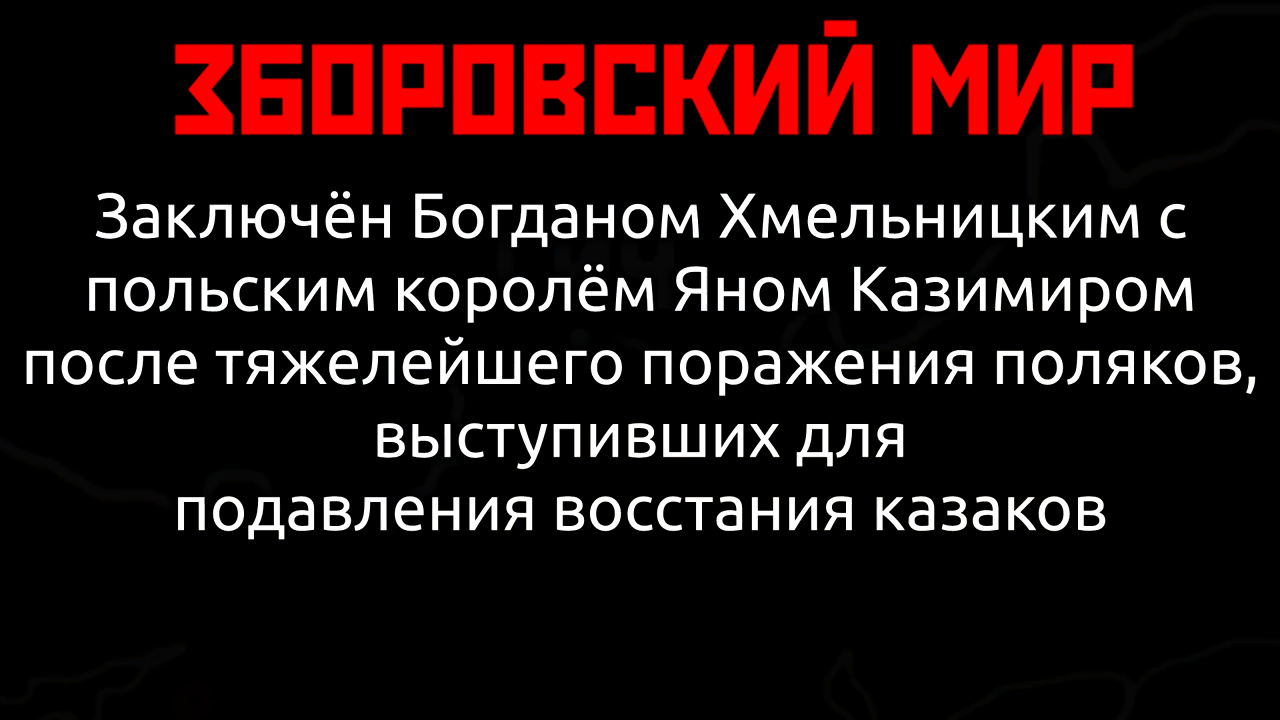 ЗБОРОВСКИЙ МИР
Заключён Богданом Хмельницким с
польским королём Яном Казимиром
после тяжелейшего поражения поляков,
выступивших для
подавления восстания казаков